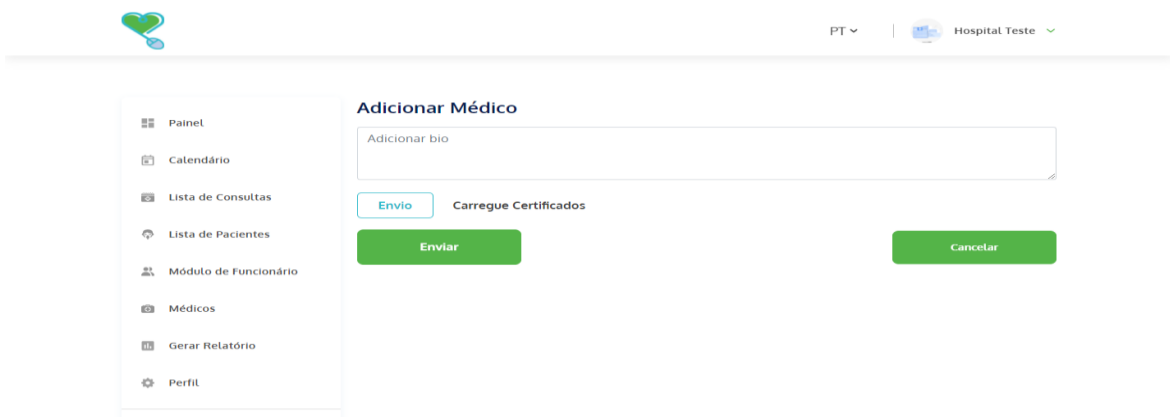 PT
Hospital Teste
Painel
Calendário
Lista de Consultas
Lista de Pacientes
Módulo de Funcionário
Médicos
Gerar Relatório
Perfil
Adicionar Médico
Adicionar bio
Envio Carregue Certificados
Enviar Cancelar